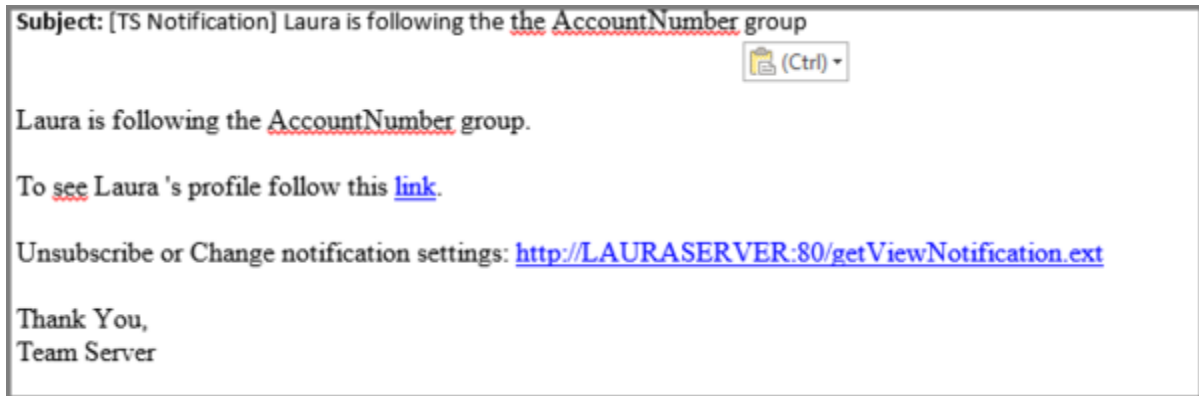 Subject: [TS Notification] Laura is following the the AccountNumber group
(Ctrl)
Laura is following the AccountNumber group.
To see Laura 's profile follow this link.
Unsubscribe or Change notification settings: http://LAURASERVER:80/getViewNotification.ext
Thank You,
Team Server